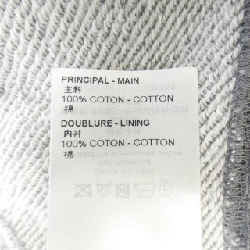 PRINCIPAL - MAIN
主料
100% COTON - COTTON
棉
DOUBLURE - LINING
内衬
100% COTON - COTTON
棉